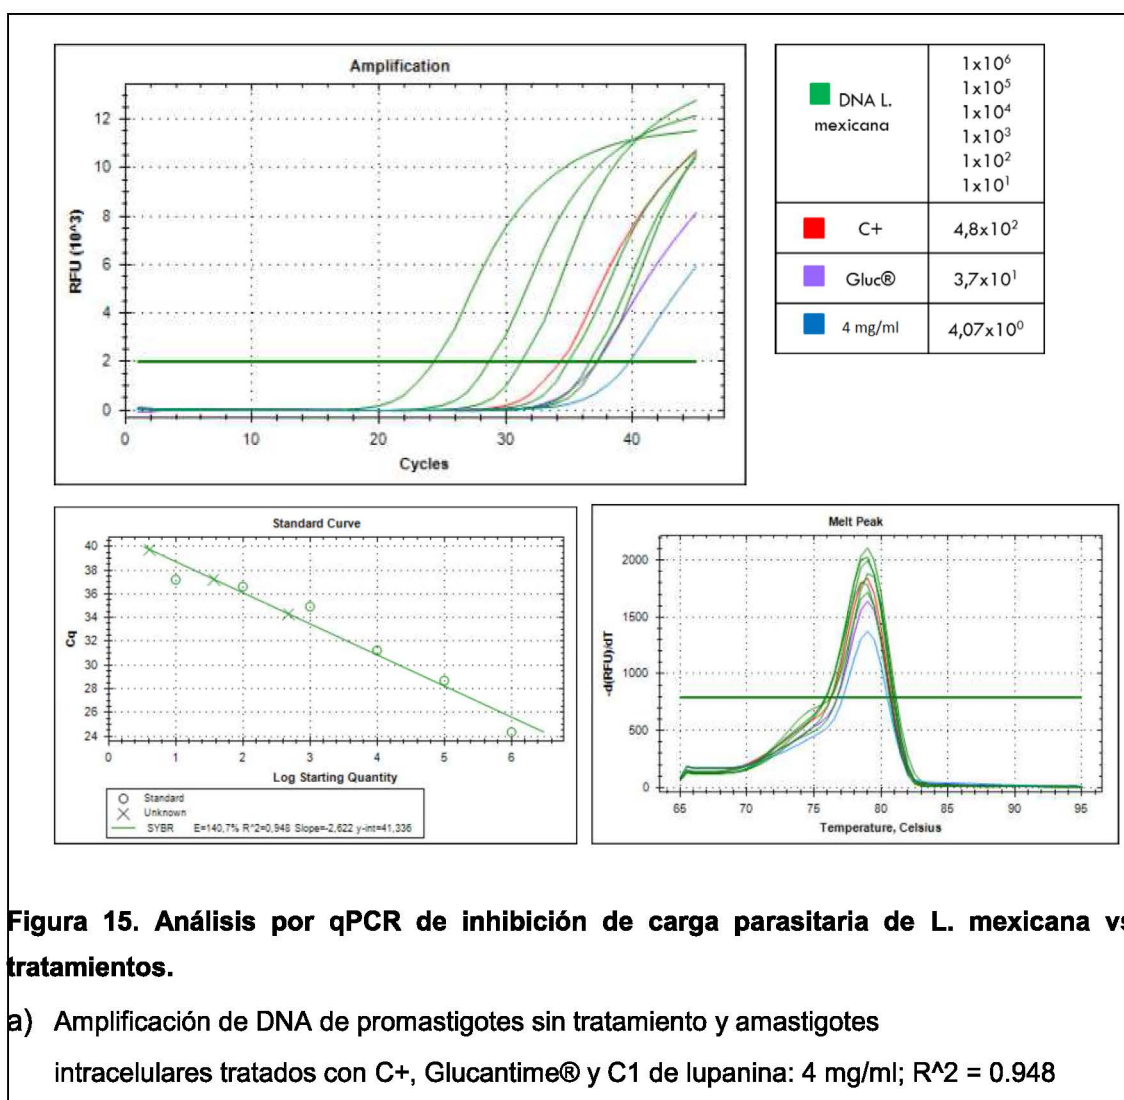 Amplification
12
10
8
6
4
2
0
RFU (10^3)
0 10 20 30 40
Cycles
DNA L.
mexicana
1x10⁶
1x10⁵
1x10⁴
1x10³
1x10²
1x10¹
C+ 4,8x10²
Gluc® 3,7x10¹
4 mg/ml 4,07x10⁰
Standard Curve
40
38
36
34
32
30
28
26
24
Cq
0 1 2 3 4 5 6
Log Starting Quantity
Standard
Unknown
SYBR E=140,7% R^2=0,948 Slope=-2,622 y-int=41,336
Melt Peak
2000
1500
1000
500
0
-d(RFU)/dT
65 70 75 80 85 90 95
Temperature, Celsius
Figura 15. Análisis por qPCR de inhibición de carga parasitaria de L. mexicana vs
tratamientos.
a) Amplificación de DNA de promastigotes sin tratamiento y amastigotes
intracelulares tratados con C+, Glucantime® y C1 de lupanina: 4 mg/ml; R^2 = 0.948